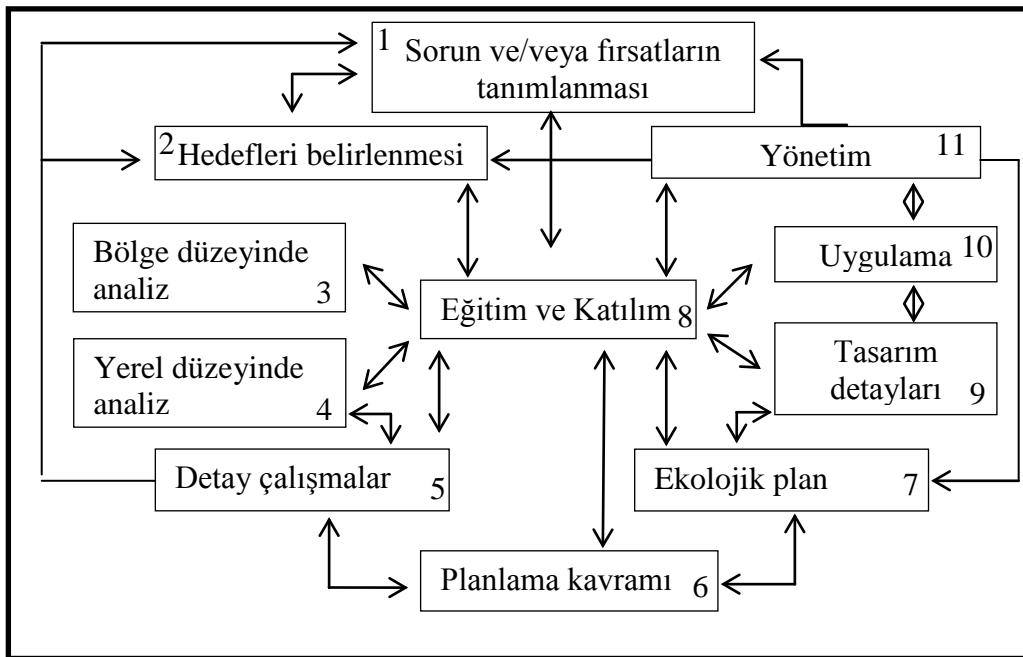 1
Sorun ve/veya fırsatların
tanımlanması
2
Hedefleri belirlenmesi
Yönetim
11
Bölge düzeyinde
analiz
3
Uygulama
10
Eğitim ve Katılım
8
Yerel düzeyinde
analiz
4
Tasarım
detayları
9
Detay çalışmalar
5
Ekolojik plan
7
Planlama kavramı
6